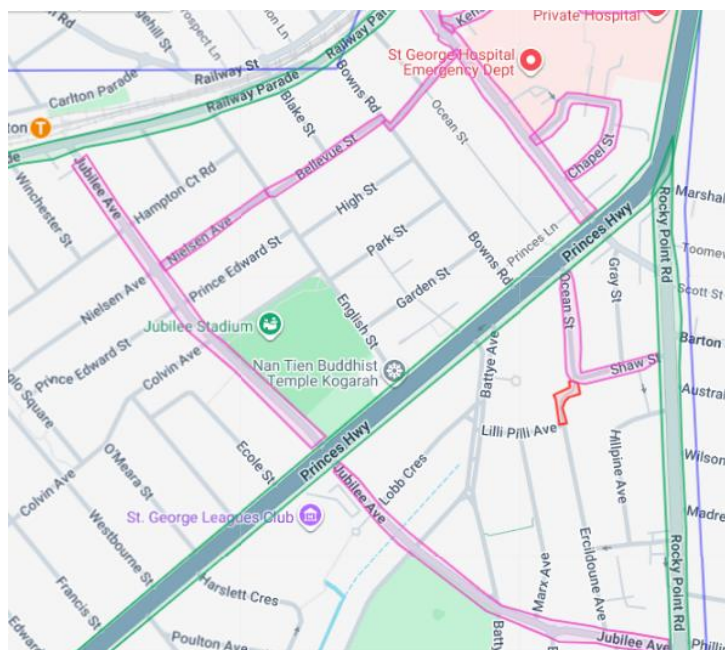 Private Hospital
St George Hospital
Emergency Dept
Railway St
Railway Parade
Carlton Parade
Railway Parade
Blake St
Bowns Rd
Ocean St
Chapel St
Bellevue St
Jubilee Ave
Hampton Ct Rd
Winchester St
High St
Nielsen Ave
Park St
Princes Ln
Princes Hwy
Rocky Point Rd
Gray St
Scott St
Prince Edward St
Garden St
Bowns Rd
Ocean St
Nielsen Ave
English St
Jubilee Stadium
Barton
Shaw St
Prince Edward St
Colvin Ave
Nan Tien Buddhist
Temple Kogarah
Battye Ave
Lilli Pilli Ave
Hillpine Ave
Princes Hwy
Ecole St
O'Meara St
Colvin Ave
Jubilee Ave
Lobb Cres
St. George Leagues Club
Westbourne St
Ercildoune Ave
Marx Ave
Rocky Point Rd
Harslett Cres
Francis St
Poulton Ave
Jubilee Ave